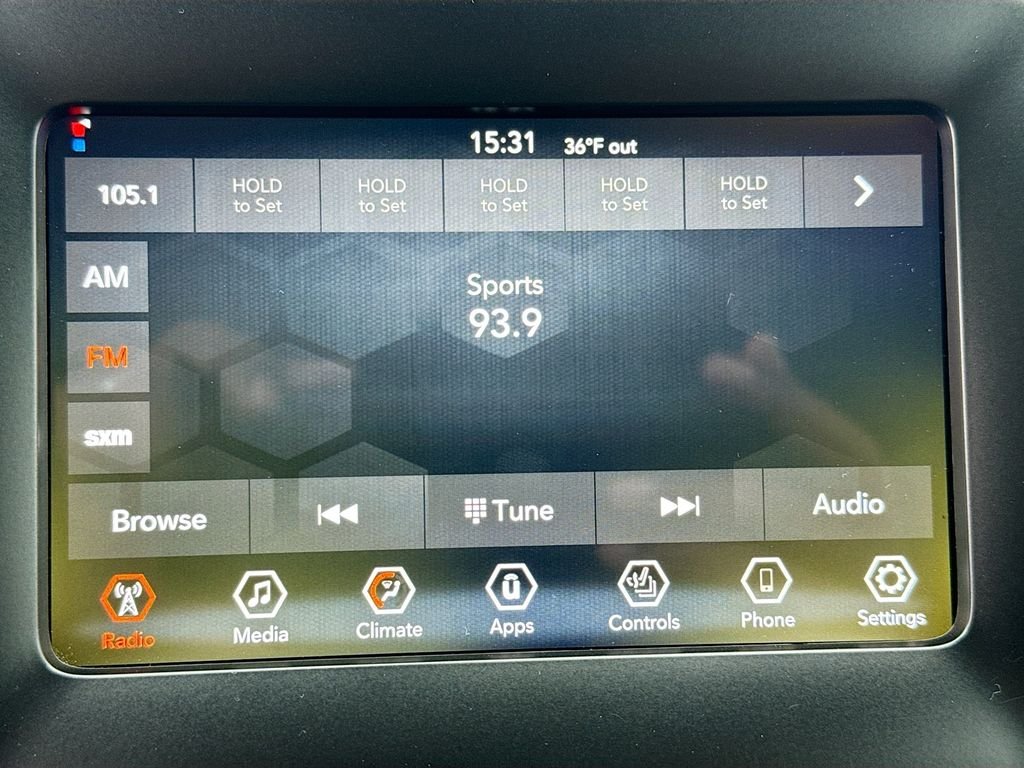 15:31 36°F out
105.1 HOLD HOLD HOLD HOLD HOLD
to Set to Set to Set to Set to Set
AM
Sports
93.9
FM
sxm
Browse Tune Audio
Radio Media Climate Apps Controls Phone Settings